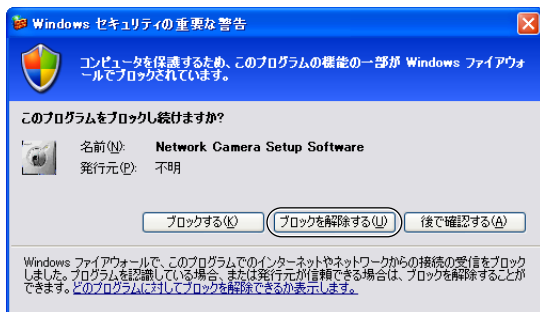 Windows セキュリティの重要な警告
コンピュータを保護するため、このプログラムの機能の一部が Windows ファイアウォ
ールでブロックされています。
このプログラムをブロックし続けますか?
名前(N): Network Camera Setup Software
発行元(P): 不明
ブロックする(K) ブロックを解除する(U) 後で確認する(A)
Windows ファイアウォールで、このプログラムでのインターネットやネットワークからの接続の受信をブロック
しました。プログラムを認識している場合、または発行元が信頼できる場合は、ブロックを解除することが
できます。どのプログラムに対してブロックを解除できるか表示します。